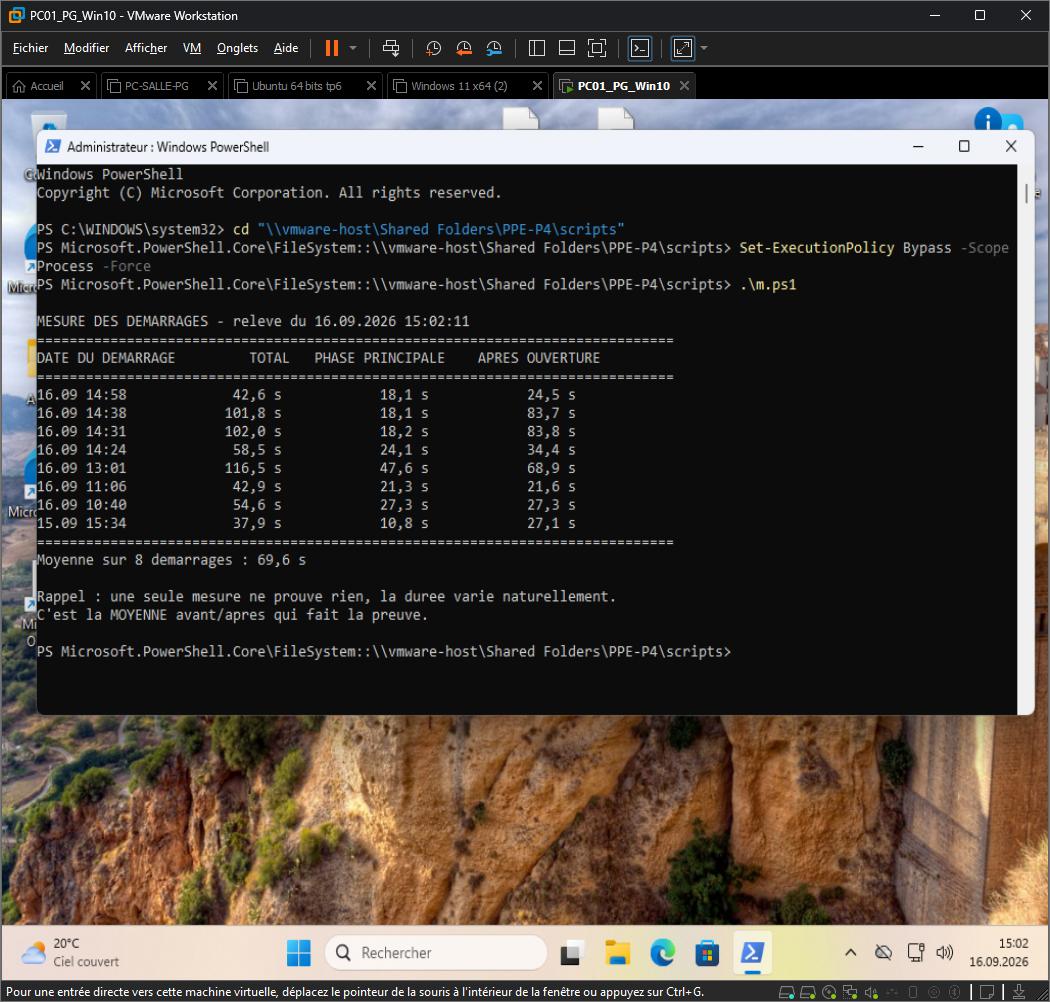 PC01_PG_Win10 - VMware Workstation
Fichier Modifier Afficher VM Onglets Aide
Accueil PC-SALLE-PG Ubuntu 64 bits tp6 Windows 11 x64 (2) PC01_PG_Win10
Administrateur : Windows PowerShell
Windows PowerShell
Copyright (C) Microsoft Corporation. All rights reserved.
PS C:\WINDOWS\system32> cd "\\vmware-host\Shared Folders\PPE-P4\scripts"
PS Microsoft.PowerShell.Core\FileSystem::\\vmware-host\Shared Folders\PPE-P4\scripts> Set-ExecutionPolicy Bypass -Scope
Process -Force
PS Microsoft.PowerShell.Core\FileSystem::\\vmware-host\Shared Folders\PPE-P4\scripts> .\m.ps1
MESURE DES DEMARRAGES - releve du 16.09.2026 15:02:11
==============================================================================
DATE DU DEMARRAGE TOTAL PHASE PRINCIPALE APRES OUVERTURE
==============================================================================
16.09 14:58 42,6 s 18,1 s 24,5 s
16.09 14:38 101,8 s 18,1 s 83,7 s
16.09 14:31 102,0 s 18,2 s 83,8 s
16.09 14:24 58,5 s 24,1 s 34,4 s
16.09 13:01 116,5 s 47,6 s 68,9 s
16.09 11:06 42,9 s 21,3 s 21,6 s
16.09 10:40 54,6 s 27,3 s 27,3 s
15.09 15:34 37,9 s 10,8 s 27,1 s
==============================================================================
Moyenne sur 8 demarrages : 69,6 s
Rappel : une seule mesure ne prouve rien, la duree varie naturellement.
C'est la MOYENNE avant/apres qui fait la preuve.
PS Microsoft.PowerShell.Core\FileSystem::\\vmware-host\Shared Folders\PPE-P4\scripts>
20°C
Ciel couvert
Rechercher
15:02
16.09.2026
Pour une entrée directe vers cette machine virtuelle, déplacez le pointeur de la souris à l'intérieur de la fenêtre ou appuyez sur Ctrl+G.